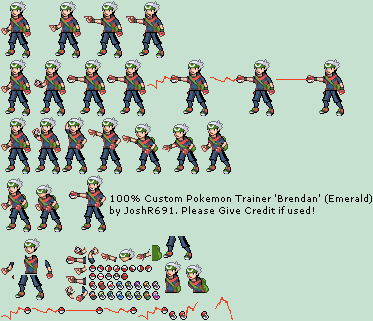 100% Custom Pokemon Trainer 'Brendan' (Emerald)
by JoshR691. Please Give Credit if used!